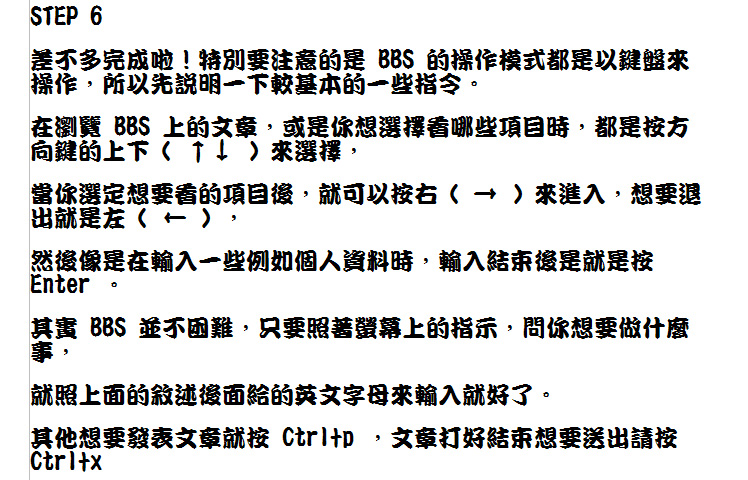 STEP 6
差不多完成啦！特別要注意的是 BBS 的操作模式都是以鍵盤來
操作，所以先說明一下較基本的一些指令。
在瀏覽 BBS 上的文章，或是你想選擇看哪些項目時，都是按方
向鍵的上下（ ↑↓ ）來選擇，
當你選定想要看的項目後，就可以按右（ → ）來進入，想要退
出就是左（ ← ），
然後像是在輸入一些例如個人資料時，輸入結束後是就是按
Enter 。
其實 BBS 並不困難，只要照著螢幕上的指示，問你想要做什麼
事，
就照上面的敘述後面給的英文字母來輸入就好了。
其他想要發表文章就按 Ctrl+p ，文章打好結束想要送出請按
Ctrl+x